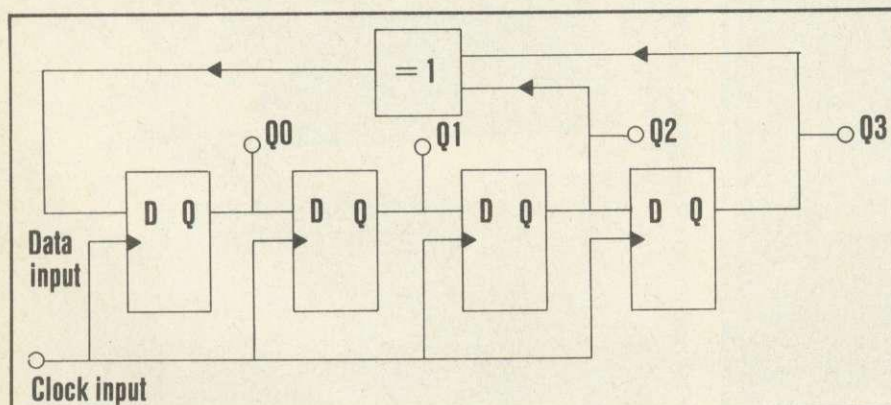 = 1
Q0
Q1
Q2
Q3
D Q
D Q
D Q
D Q
Data
input
Clock input